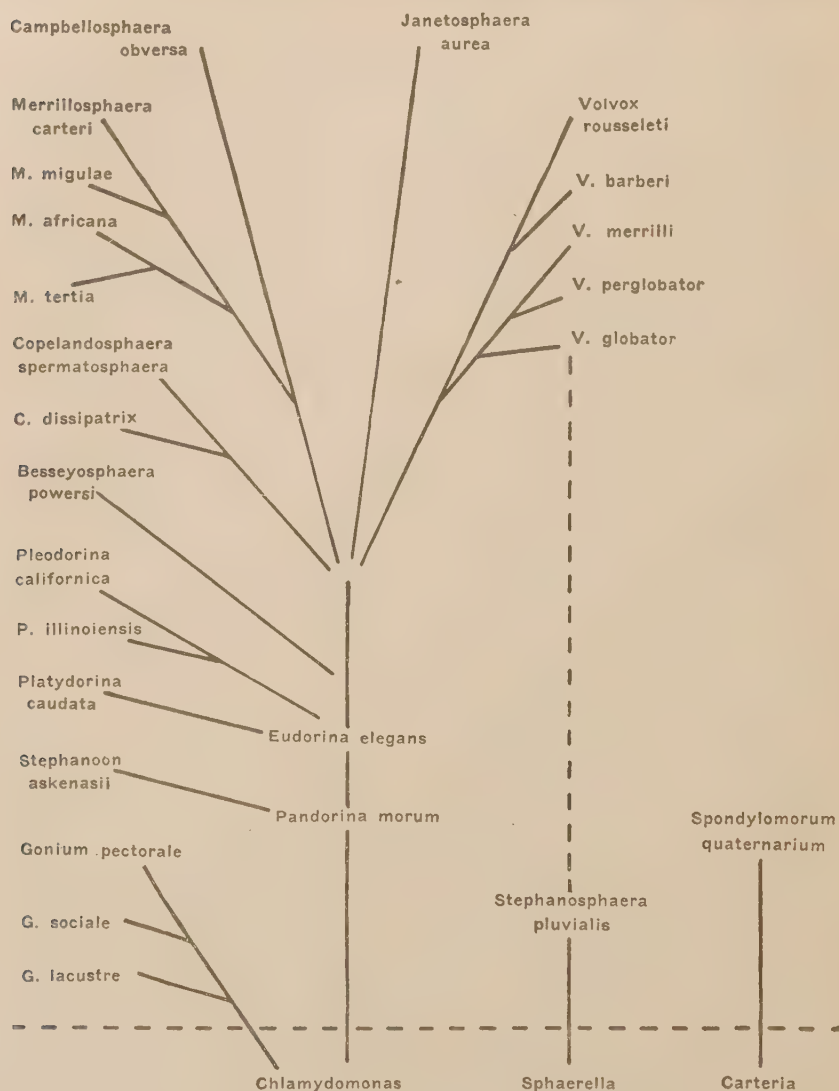 Campbellosphaera
obversa
Janetosphaera
aurea
Merrillosphaera
carteri
Volvox
rousseleti
M. migulae
V. barberi
M. africana
V. merrilli
M. tertia
V. perglobator
Copelandosphaera
spermatosphaera
V. globator
C. dissipatrix
Besseyosphaera
powersi
Pleodorina
californica
P. illinoiensis
Platydorina
caudata
Eudorina elegans
Stephanoon
askenasii
Pandorina morum
Spondylomorum
quaternarium
Gonium pectorale
Stephanosphaera
pluvialis
G. sociale
G. lacustre
Chlamydomonas
Sphaerella
Carteria